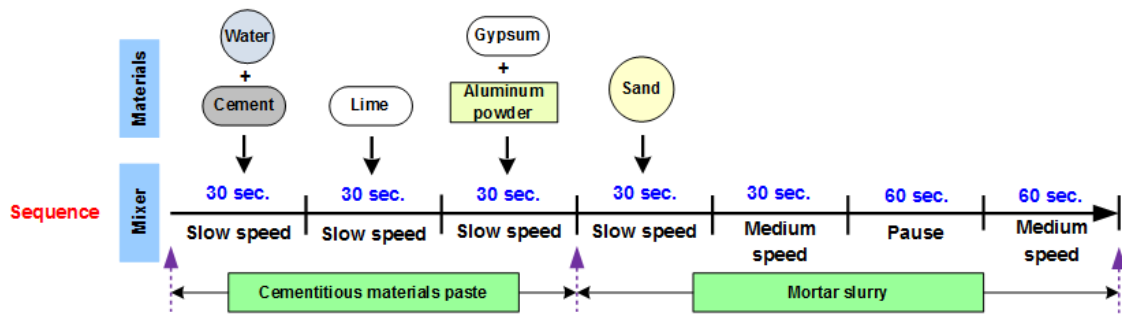 Materials
Water
+
Cement
Lime
Gypsum
+
Aluminum
powder
Sand
Sequence
Mixer
30 sec.
30 sec.
30 sec.
30 sec.
30 sec.
60 sec.
60 sec.
Slow speed
Slow speed
Slow speed
Slow speed
Medium
speed
Pause
Medium
speed
Cementitious materials paste
Mortar slurry